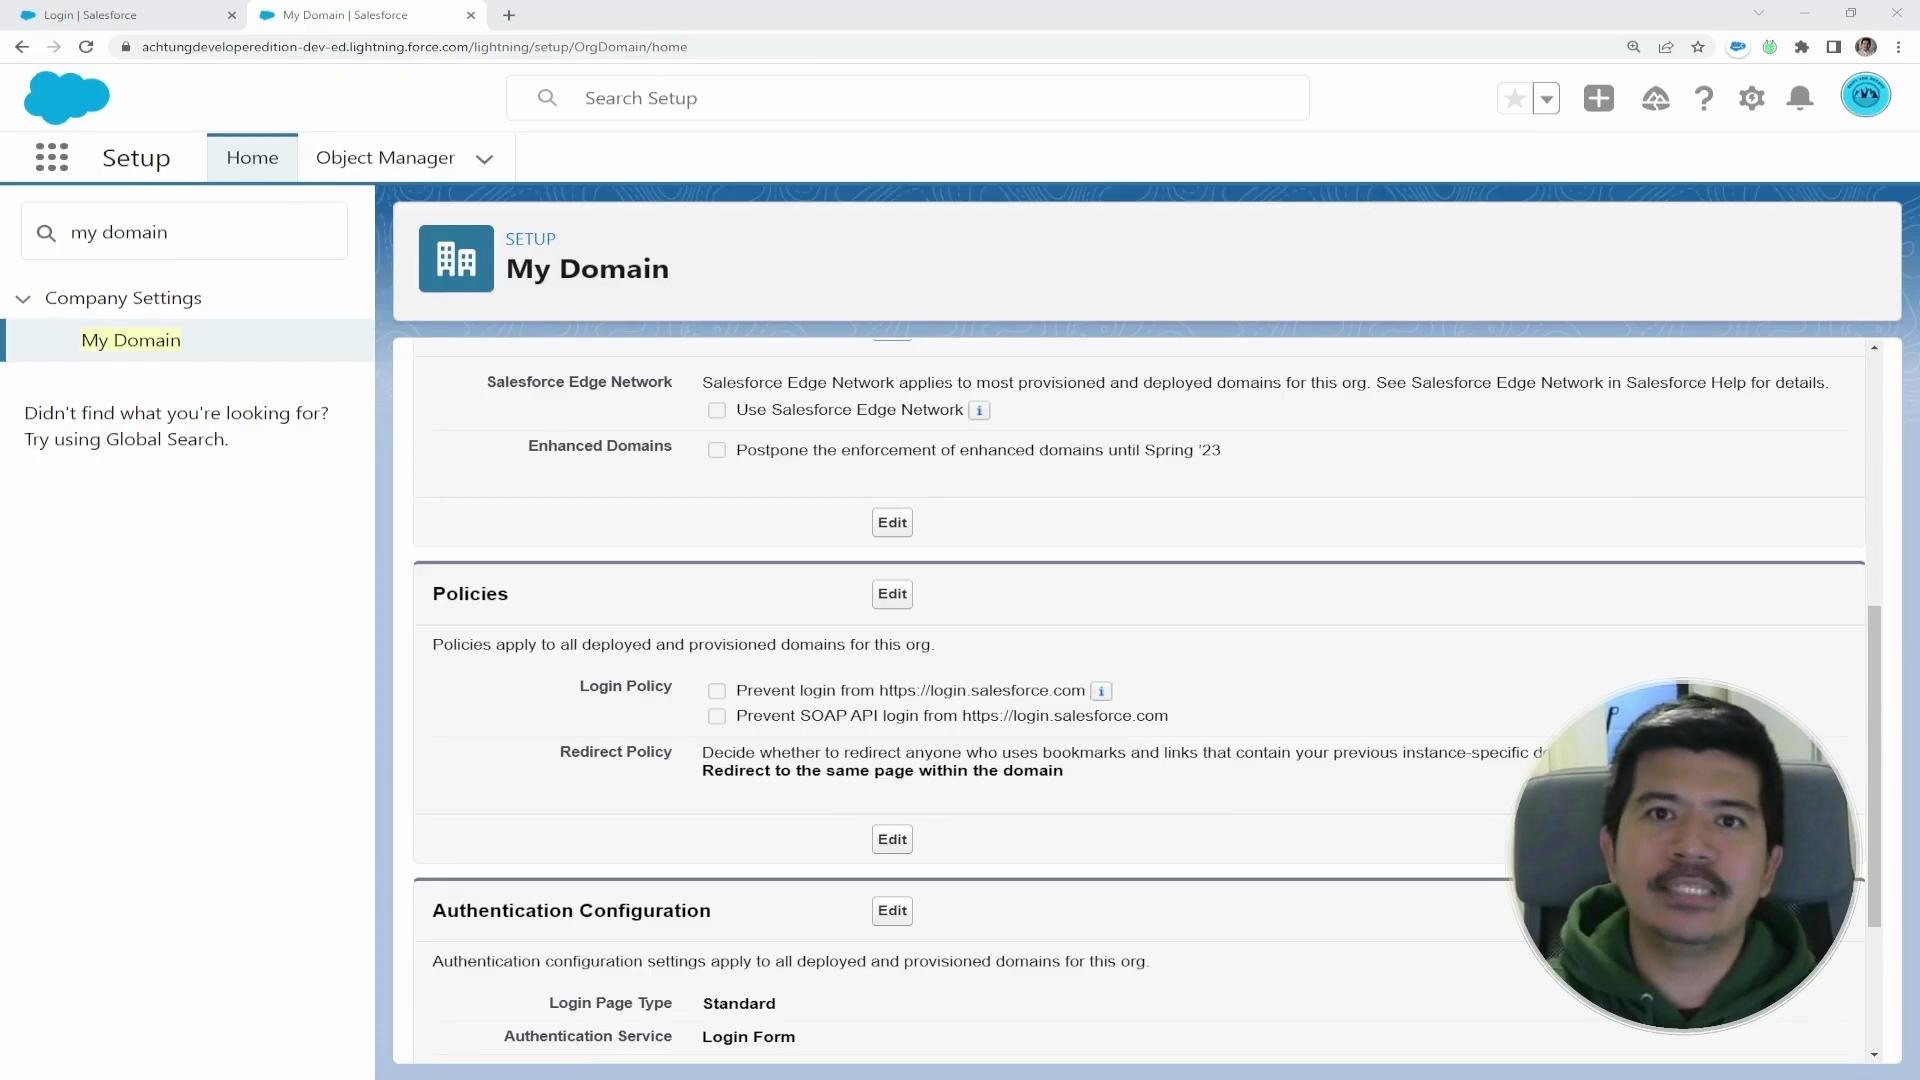 Login | Salesforce
My Domain | Salesforce
achtungdeveloperedition-dev-ed.lightning.force.com/lightning/setup/OrgDomain/home
Search Setup
Setup
Home
Object Manager
my domain
Company Settings
My Domain
Didn't find what you're looking for?
Try using Global Search.
SETUP
My Domain
Salesforce Edge Network
Salesforce Edge Network applies to most provisioned and deployed domains for this org. See Salesforce Edge Network in Salesforce Help for details.
Use Salesforce Edge Network i
Enhanced Domains
Postpone the enforcement of enhanced domains until Spring '23
Edit
Policies
Edit
Policies apply to all deployed and provisioned domains for this org.
Login Policy
Prevent login from https://login.salesforce.com i
Prevent SOAP API login from https://login.salesforce.com
Redirect Policy
Decide whether to redirect anyone who uses bookmarks and links that contain your previous instance-specific
Redirect to the same page within the domain
Edit
Authentication Configuration
Edit
Authentication configuration settings apply to all deployed and provisioned domains for this org.
Login Page Type
Standard
Authentication Service
Login Form